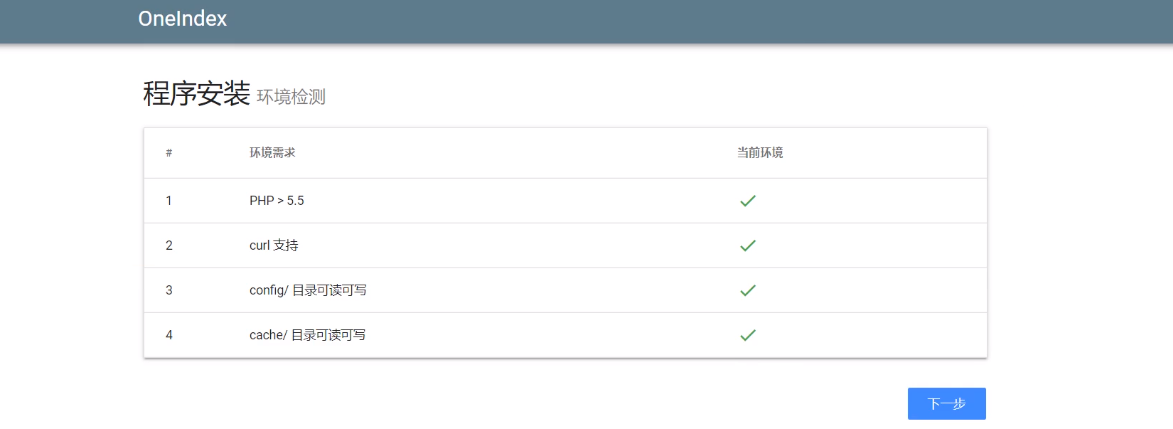 OneIndex
程序安装 环境检测
# 环境需求 当前环境
1 PHP > 5.5
2 curl 支持
3 config/ 目录可读可写
4 cache/ 目录可读可写
下一步